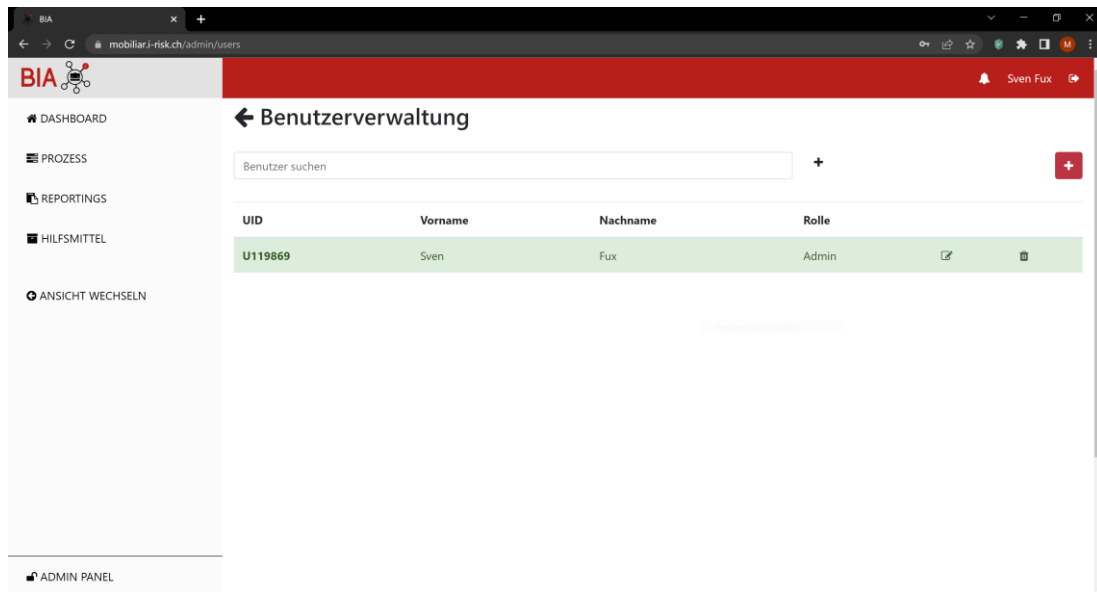 BIA
mobiliar.i-risk.ch/admin/users
M
BIA
Sven Fux
DASHBOARD
PROZESS
REPORTINGS
HILFSMITTEL
ANSICHT WECHSELN
ADMIN PANEL
Benutzerverwaltung
Benutzer suchen
UID Vorname Nachname Rolle
U119869 Sven Fux Admin